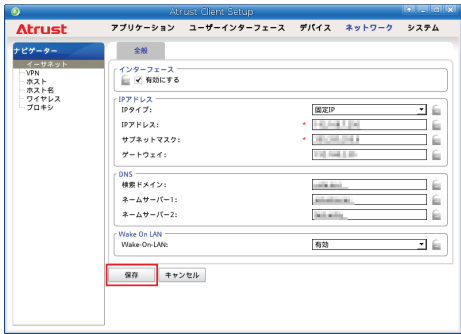 Atrust Client Setup
Atrust
アプリケーション ユーザーインターフェース デバイス ネットワーク システム
ナビゲーター
イーサネット
VPN
ホスト
ホスト名
ワイヤレス
プロキシ
全般
インターフェース
有効にする
IPアドレス
IPタイプ: 固定IP
IPアドレス: *
サブネットマスク: *
ゲートウェイ:
DNS
検索ドメイン:
ネームサーバー1:
ネームサーバー2:
Wake On LAN
Wake-On-LAN: 有効
保存 キャンセル